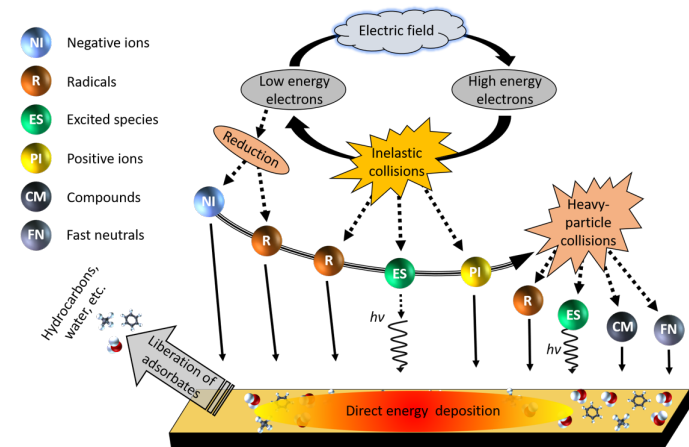 NI Negative ions
R Radicals
ES Excited species
PI Positive ions
CM Compounds
FN Fast neutrals
Electric field
Low energy
electrons
High energy
electrons
Reduction
Inelastic
collisions
Heavy-
particle
collisions
NI
R
R
ES
PI
R
ES
CM
FN
hν
hν
Hydrocarbons,
water, etc.
Liberation of
adsorbates
Direct energy deposition